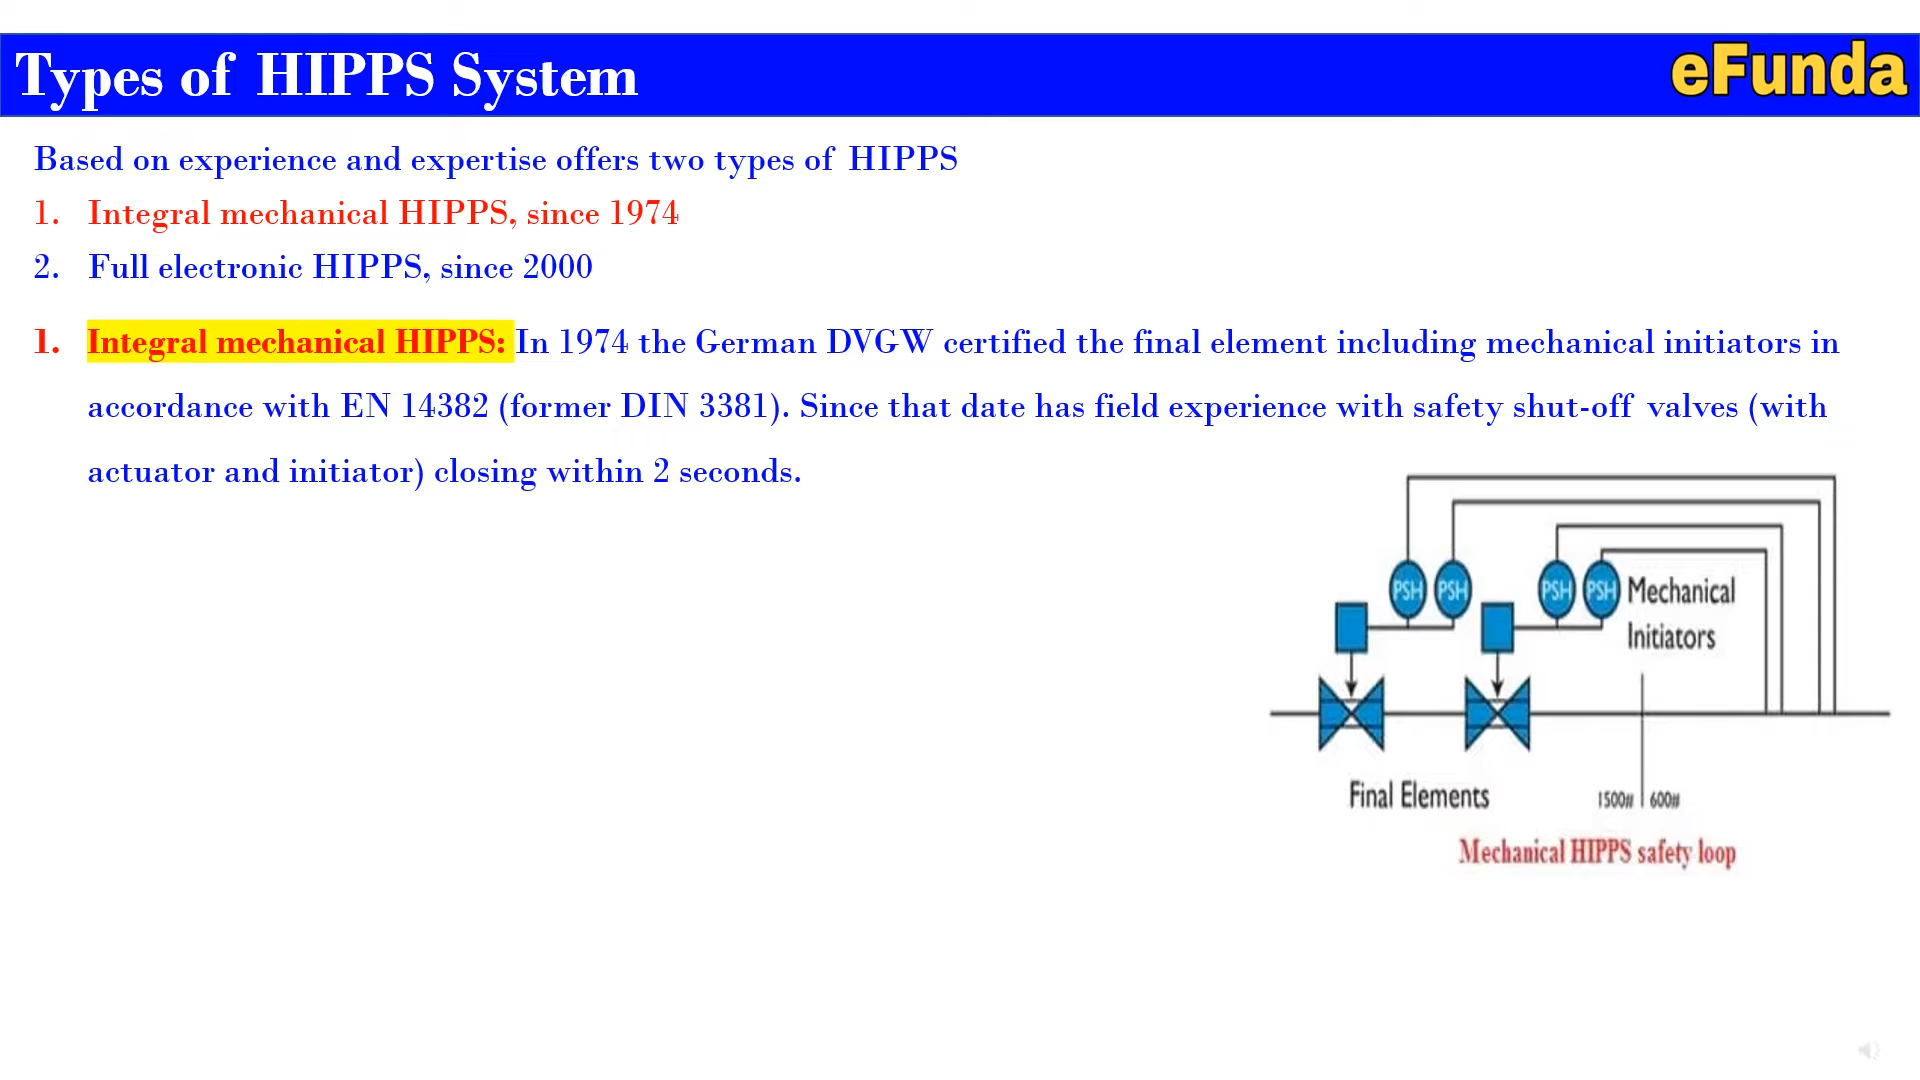 Types of HIPPS System
eFunda
Based on experience and expertise offers two types of HIPPS
1. Integral mechanical HIPPS, since 1974
2. Full electronic HIPPS, since 2000
1. Integral mechanical HIPPS: In 1974 the German DVGW certified the final element including mechanical initiators in
accordance with EN 14382 (former DIN 3381). Since that date has field experience with safety shut-off valves (with
actuator and initiator) closing within 2 seconds.
PSH PSH PSH PSH
Mechanical
Initiators
Final Elements
1500# 600#
Mechanical HIPPS safety loop